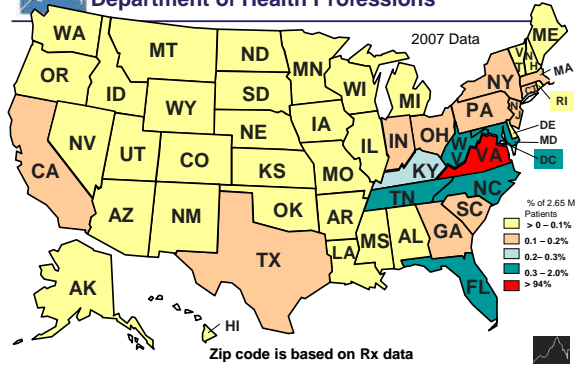 Department of Health Professions
2007 Data
WA
MT
ND
MN
ME
OR
ID
SD
WI
MI
V T
N H
NY
MA
WY
IA
PA
CT
RI
NE
IL
IN
OH
N J
NV
UT
CO
W V
VA
DE
MD
DC
CA
KS
MO
KY
AZ
NM
OK
AR
TN
NC
SC
MS
AL
GA
TX
LA
FL
AK
HI
% of 2.65 M
Patients
> 0 – 0.1%
0.1 – 0.2%
0.2– 0.3%
0.3 – 2.0%
> 94%
Zip code is based on Rx data